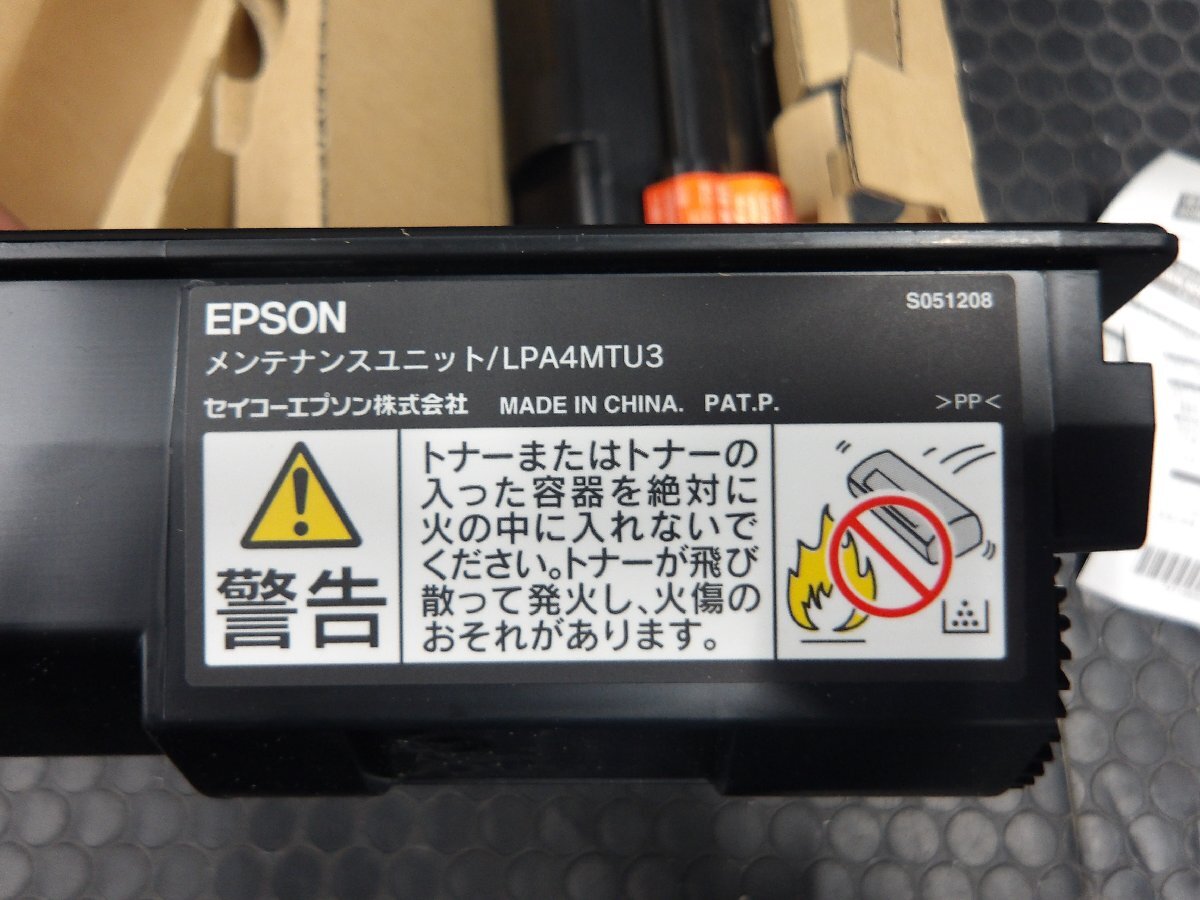 S051208
EPSON
メンテナンスユニット/LPA4MTU3
セイコーエプソン株式会社 MADE IN CHINA. PAT.P. >PP<
警告
トナーまたはトナーの
入った容器を絶対に
火の中に入れないで
ください。トナーが飛び
散って発火し、火傷の
おそれがあります。